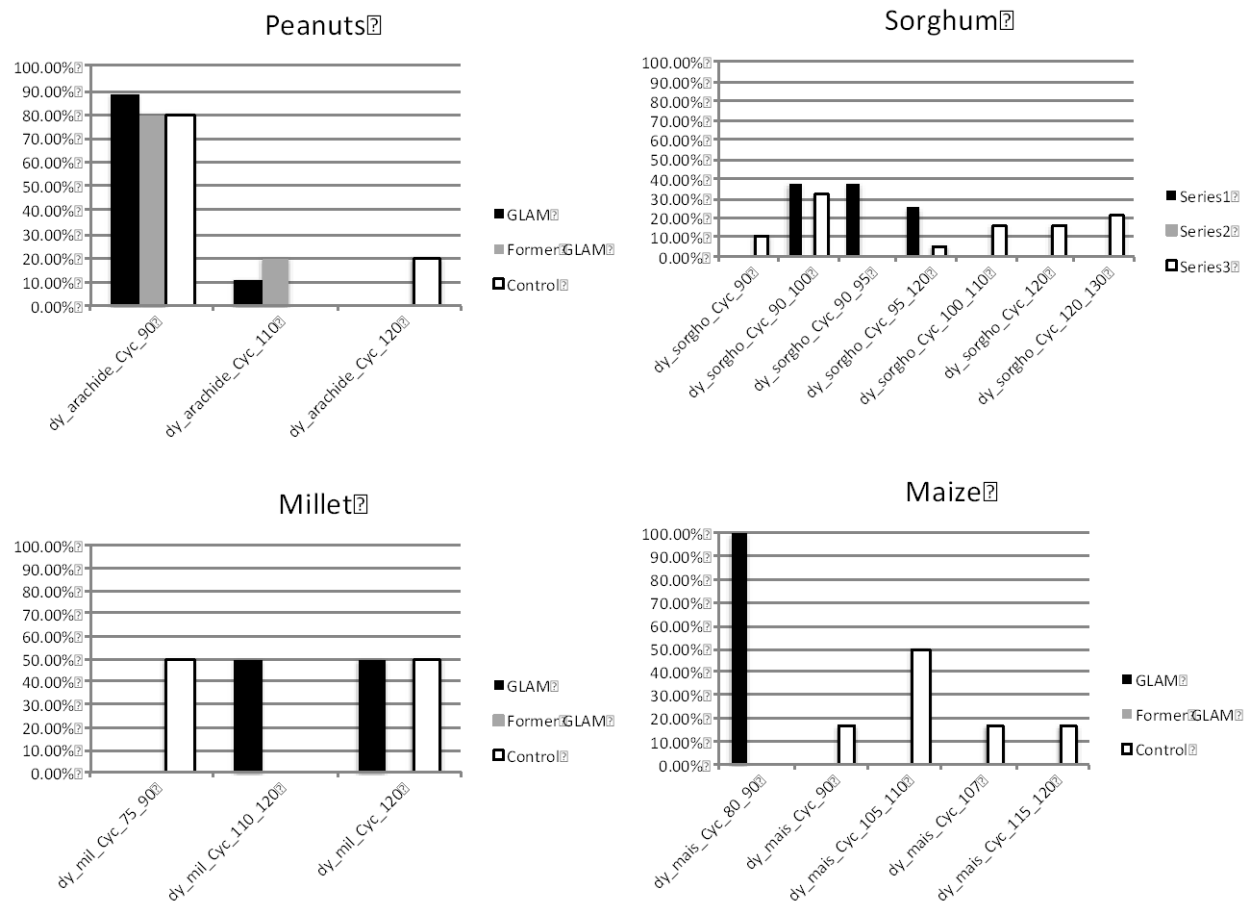 Peanuts
100.00%
90.00%
80.00%
70.00%
60.00%
50.00%
40.00%
30.00%
20.00%
10.00%
0.00%
dy_arachide_Cyc_90
dy_arachide_Cyc_110
dy_arachide_Cyc_120
GLAM
Former GLAM
Control
Sorghum
100.00%
90.00%
80.00%
70.00%
60.00%
50.00%
40.00%
30.00%
20.00%
10.00%
0.00%
dy_sorgho_Cyc_90
dy_sorgho_Cyc_90_100
dy_sorgho_Cyc_90_95
dy_sorgho_Cyc_95_120
dy_sorgho_Cyc_100_110
dy_sorgho_Cyc_120
dy_sorgho_Cyc_120_130
Series1
Series2
Series3
Millet
100.00%
90.00%
80.00%
70.00%
60.00%
50.00%
40.00%
30.00%
20.00%
10.00%
0.00%
dy_mil_Cyc_75_90
dy_mil_Cyc_110_120
dy_mil_Cyc_120
GLAM
Former GLAM
Control
Maize
100.00%
90.00%
80.00%
70.00%
60.00%
50.00%
40.00%
30.00%
20.00%
10.00%
0.00%
dy_mais_Cyc_80_90
dy_mais_Cyc_90
dy_mais_Cyc_105_110
dy_mais_Cyc_107
dy_mais_Cyc_115_120
GLAM
Former GLAM
Control